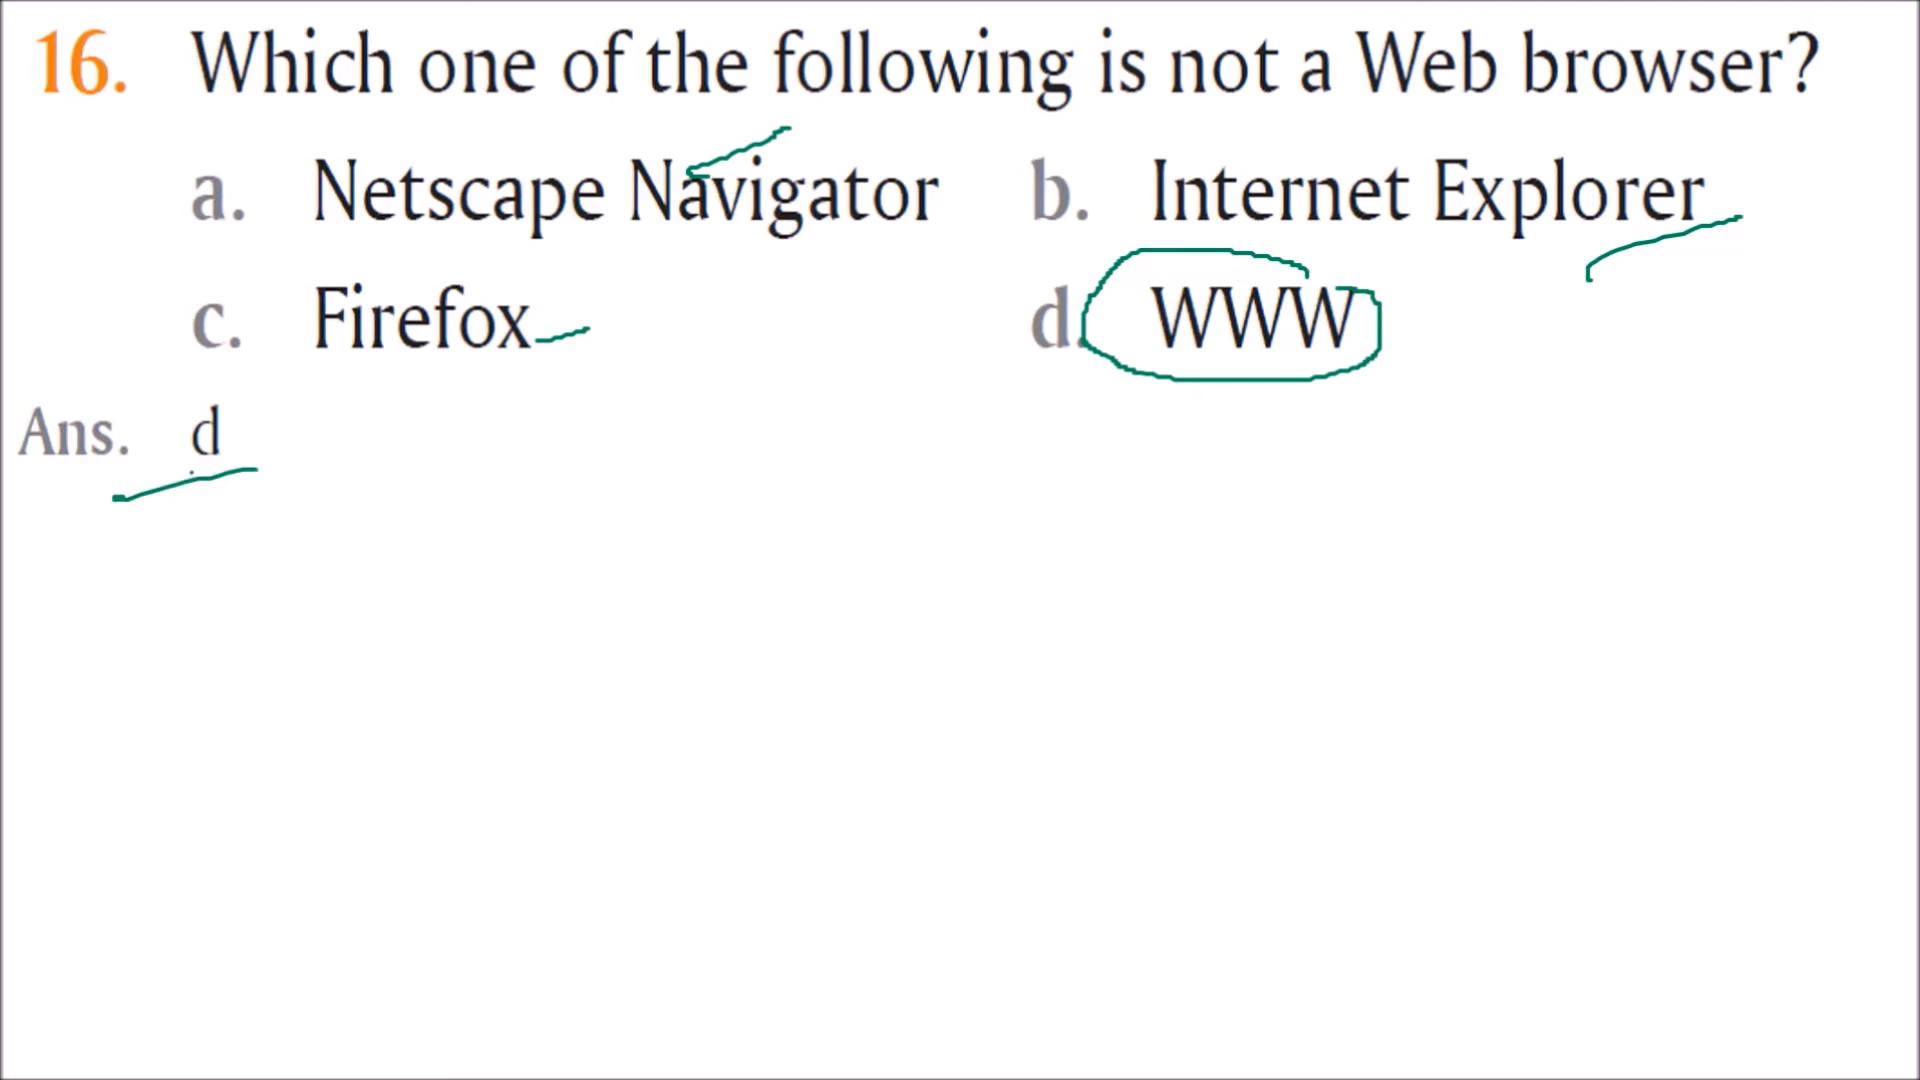 16. Which one of the following is not a Web browser?
a. Netscape Navigator b. Internet Explorer
c. Firefox d. WWW
Ans. d